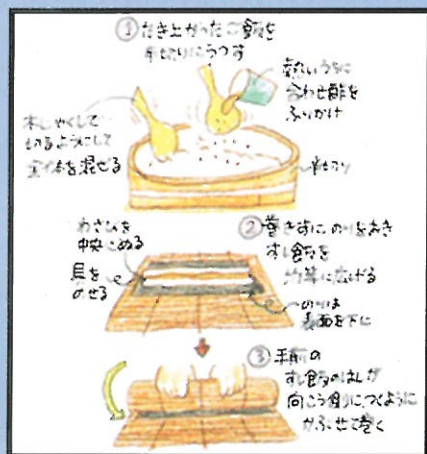 ① たき上がったご飯を
半切りにうつす
熱いうちに
合わせ酢を
ふりかけ
木じゃくして
切るようにして
全体を混ぜる
半切り
② 巻きすにのりをおき
すし飯を
均等に広げる
わさびを
中央にぬる
具を
のせる
のりは
表面を下に
③ 手前の
すし飯のはしが
向こう側につくように
かぶせて巻く